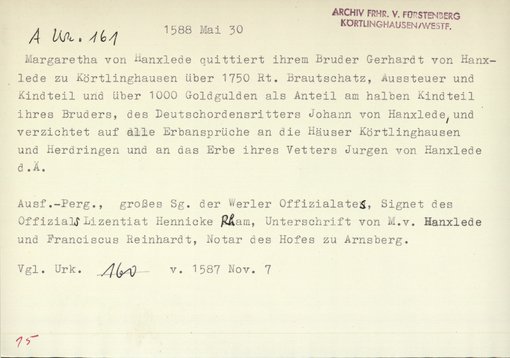 A Ur. 161
1588 Mai 30
ARCHIV FRHR. V. FÜRSTENBERG
KÖRTLINGHAUSEN/WESTF.
Margaretha von Hanxlede quittiert ihrem Bruder Gerhardt von Hanx-
lede zu Körtlinghausen über 1750 Rt. Brautschatz, Aussteuer und
Kindteil und über 1000 Goldgulden als Anteil am halben Kindteil
ihres Bruders, des Deutschordensritters Johann von Hanxlede, und
verzichtet auf alle Erbansprüche an die Häuser Körtlinghausen
und Herdringen und an das Erbe ihres Vetters Jurgen von Hanxlede
d.Ä.
Ausf.-Perg., großes Sg. der Werler Offizialates, Signet des
Offizials Lizentiat Hennicke Rham, Unterschrift von M.v. Hanxlede
und Franciscus Reinhardt, Notar des Hofes zu Arnsberg.
Vgl. Urk. 160 v. 1587 Nov. 7
15